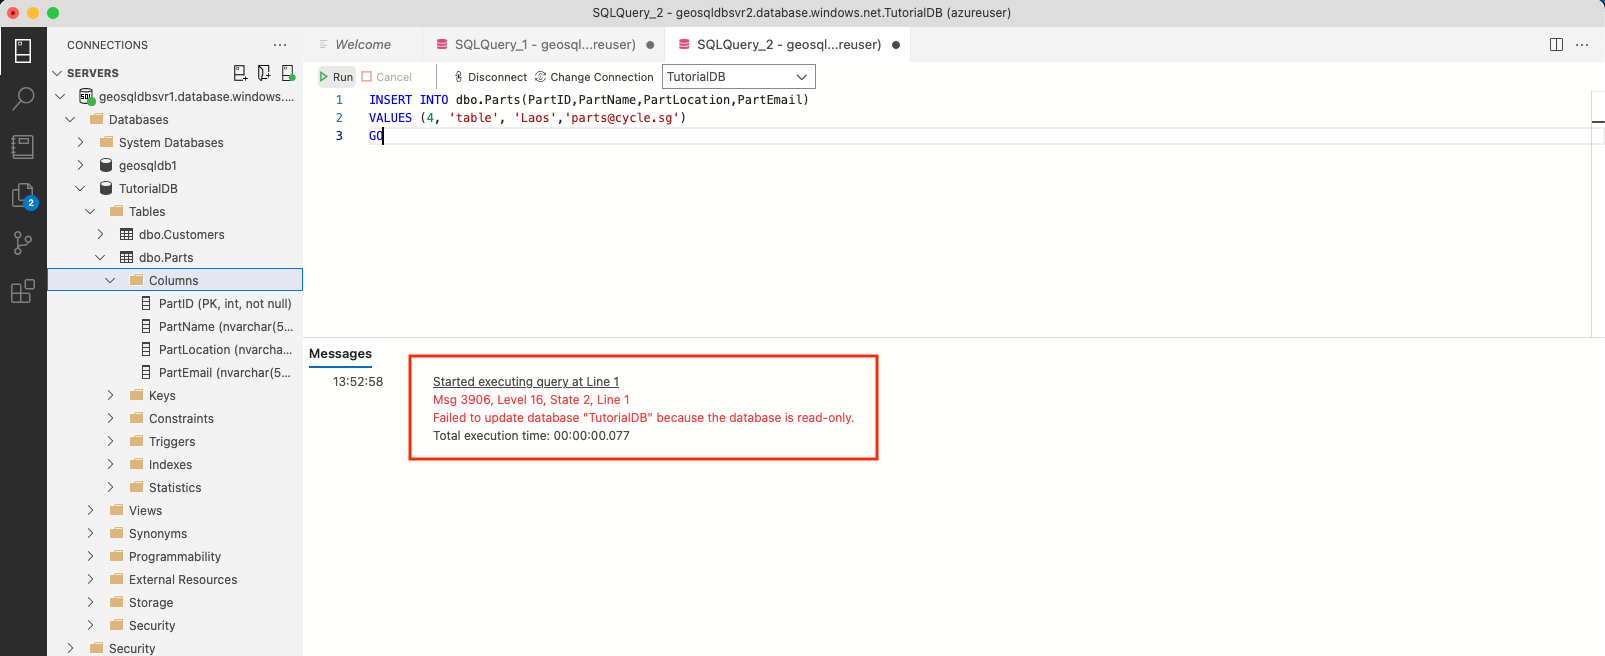 SQLQuery_2 - geosqldbsvr2.database.windows.net.TutorialDB (azureuser)
CONNECTIONS
SERVERS
geosqldbsvr1.database.windows....
Databases
System Databases
geosqldb1
TutorialDB
Tables
dbo.Customers
dbo.Parts
Columns
PartID (PK, int, not null)
PartName (nvarchar(5...
PartLocation (nvarcha...
PartEmail (nvarchar(5...
Keys
Constraints
Triggers
Indexes
Statistics
Views
Synonyms
Programmability
External Resources
Storage
Security
Security
2
SQL
Welcome
SQLQuery_1 - geosql...reuser)
SQLQuery_2 - geosql...reuser)
Run Cancel Disconnect Change Connection TutorialDB
1 INSERT INTO dbo.Parts(PartID,PartName,PartLocation,PartEmail)
2 VALUES (4, 'table', 'Laos','parts@cycle.sg')
3 GO
Messages
13:52:58 Started executing query at Line 1
Msg 3906, Level 16, State 2, Line 1
Failed to update database "TutorialDB" because the database is read-only.
Total execution time: 00:00:00.077